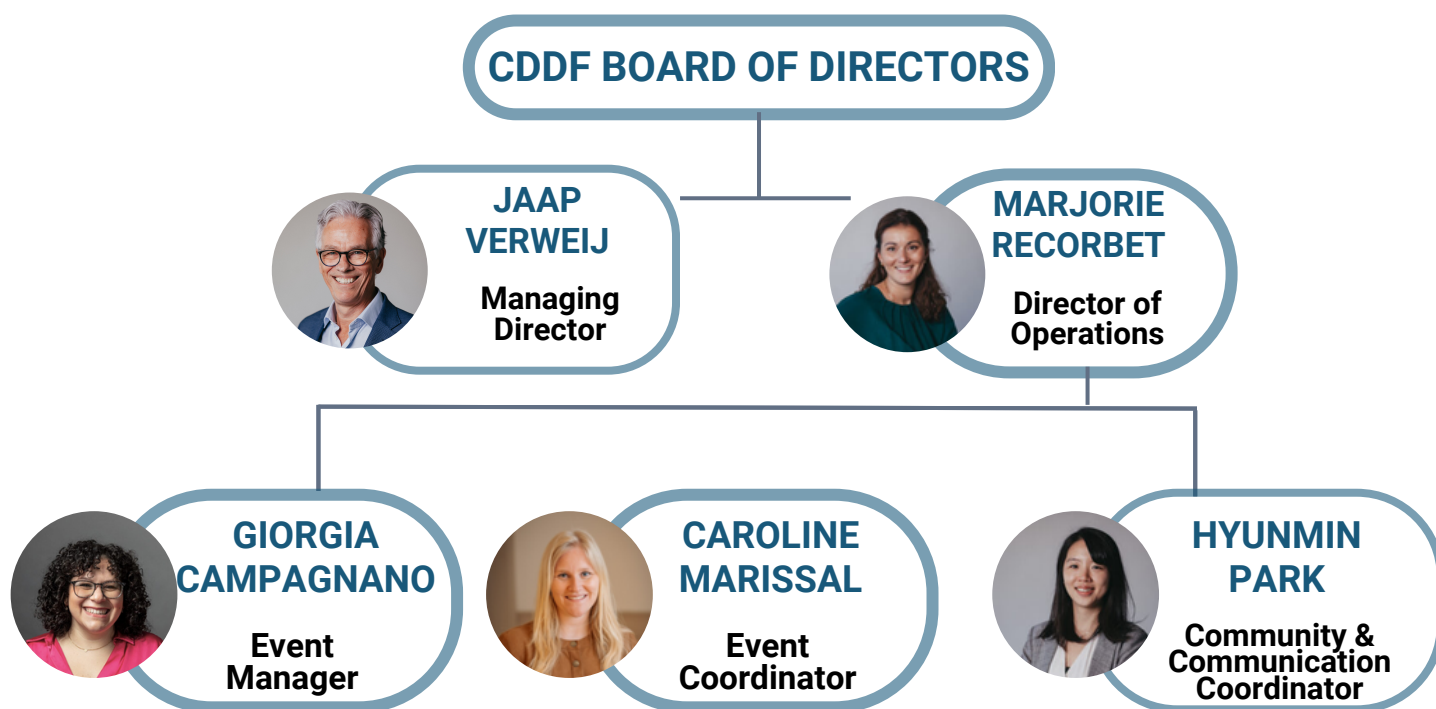 CDDF BOARD OF DIRECTORS
JAAP
VERWEIJ
Managing
Director
MARJORIE
RECORBET
Director of
Operations
GIORGIA
CAMPAGNANO
Event
Manager
CAROLINE
MARISSAL
Event
Coordinator
HYUNMIN
PARK
Community &
Communication
Coordinator